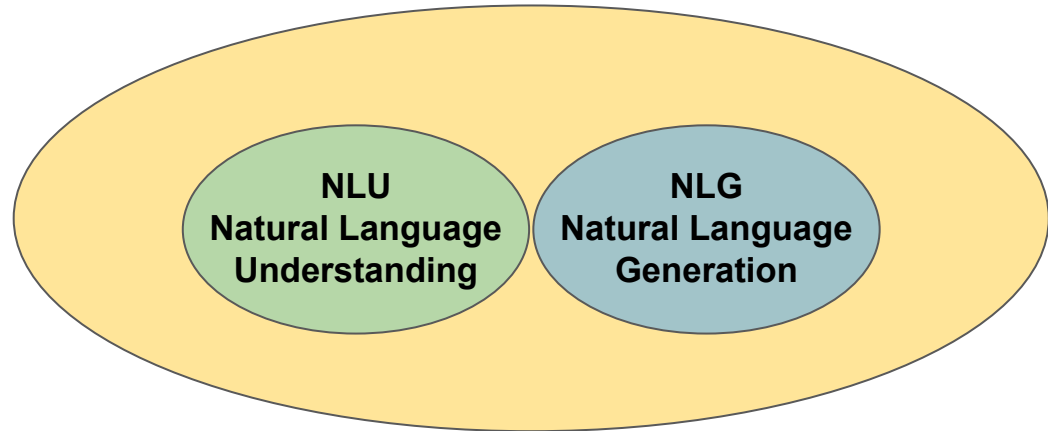 NLU
Natural Language
Understanding
NLG
Natural Language
Generation